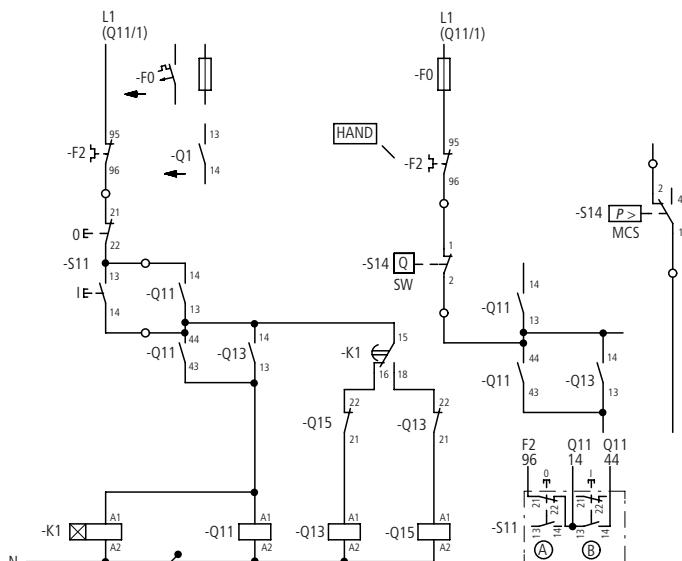 L1
(Q11/1)
L1
(Q11/1)
-F0
-F0
13
14
-Q1
HAND
95
96
-F2
95
96
-F2
21
22
0
-S11
13
14
I
14
13
-Q11
44
43
-Q11
14
13
-Q13
15
16
18
-K1
1
2
-S14
Q
SW
2
4
1
-S14
P >
MCS
14
13
-Q11
44
43
-Q11
14
13
-Q13
22
21
-Q15
22
21
-Q13
F2
96
Q11
14
Q11
44
0
I
21
22
21
22
-S11
13
14
13
14
A
B
A1
A2
-K1
A1
A2
-Q11
A1
A2
-Q13
A1
A2
-Q15
N